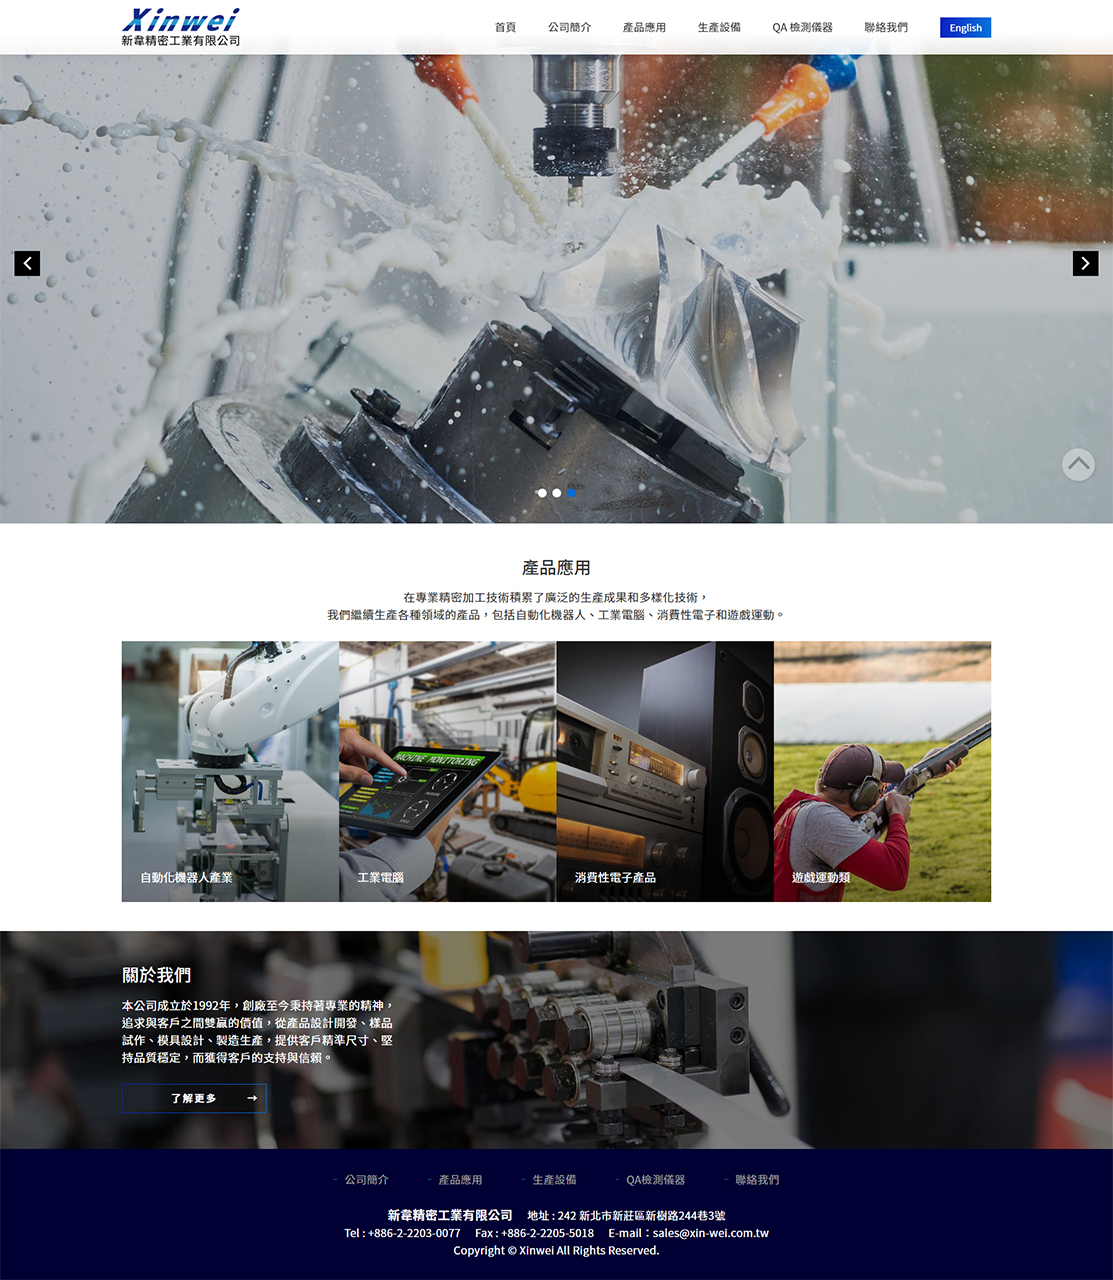 Xinwei
新韋精密工業有限公司
首頁 公司簡介 產品應用 生產設備 QA 檢測儀器 聯絡我們 English
產品應用
在專業精密加工技術積累了廣泛的生產成果和多樣化技術，
我們繼續生產各種領域的產品，包括自動化機器人、工業電腦、消費性電子和遊戲運動。
MACHINE MONITORING
自動化機器人產業 工業電腦 消費性電子產品 遊戲運動類
關於我們
本公司成立於1992年，創廠至今秉持著專業的精神，
追求與客戶之間雙贏的價值，從產品設計開發、樣品
試作、模具設計、製造生產，提供客戶精準尺寸、堅
持品質穩定，而獲得客戶的支持與信賴。
了解更多 →
- 公司簡介 - 產品應用 - 生產設備 - QA檢測儀器 - 聯絡我們
新韋精密工業有限公司 地址 : 242 新北市新莊區新樹路244巷3號
Tel : +886-2-2203-0077 Fax : +886-2-2205-5018 E-mail：sales@xin-wei.com.tw
Copyright © Xinwei All Rights Reserved.